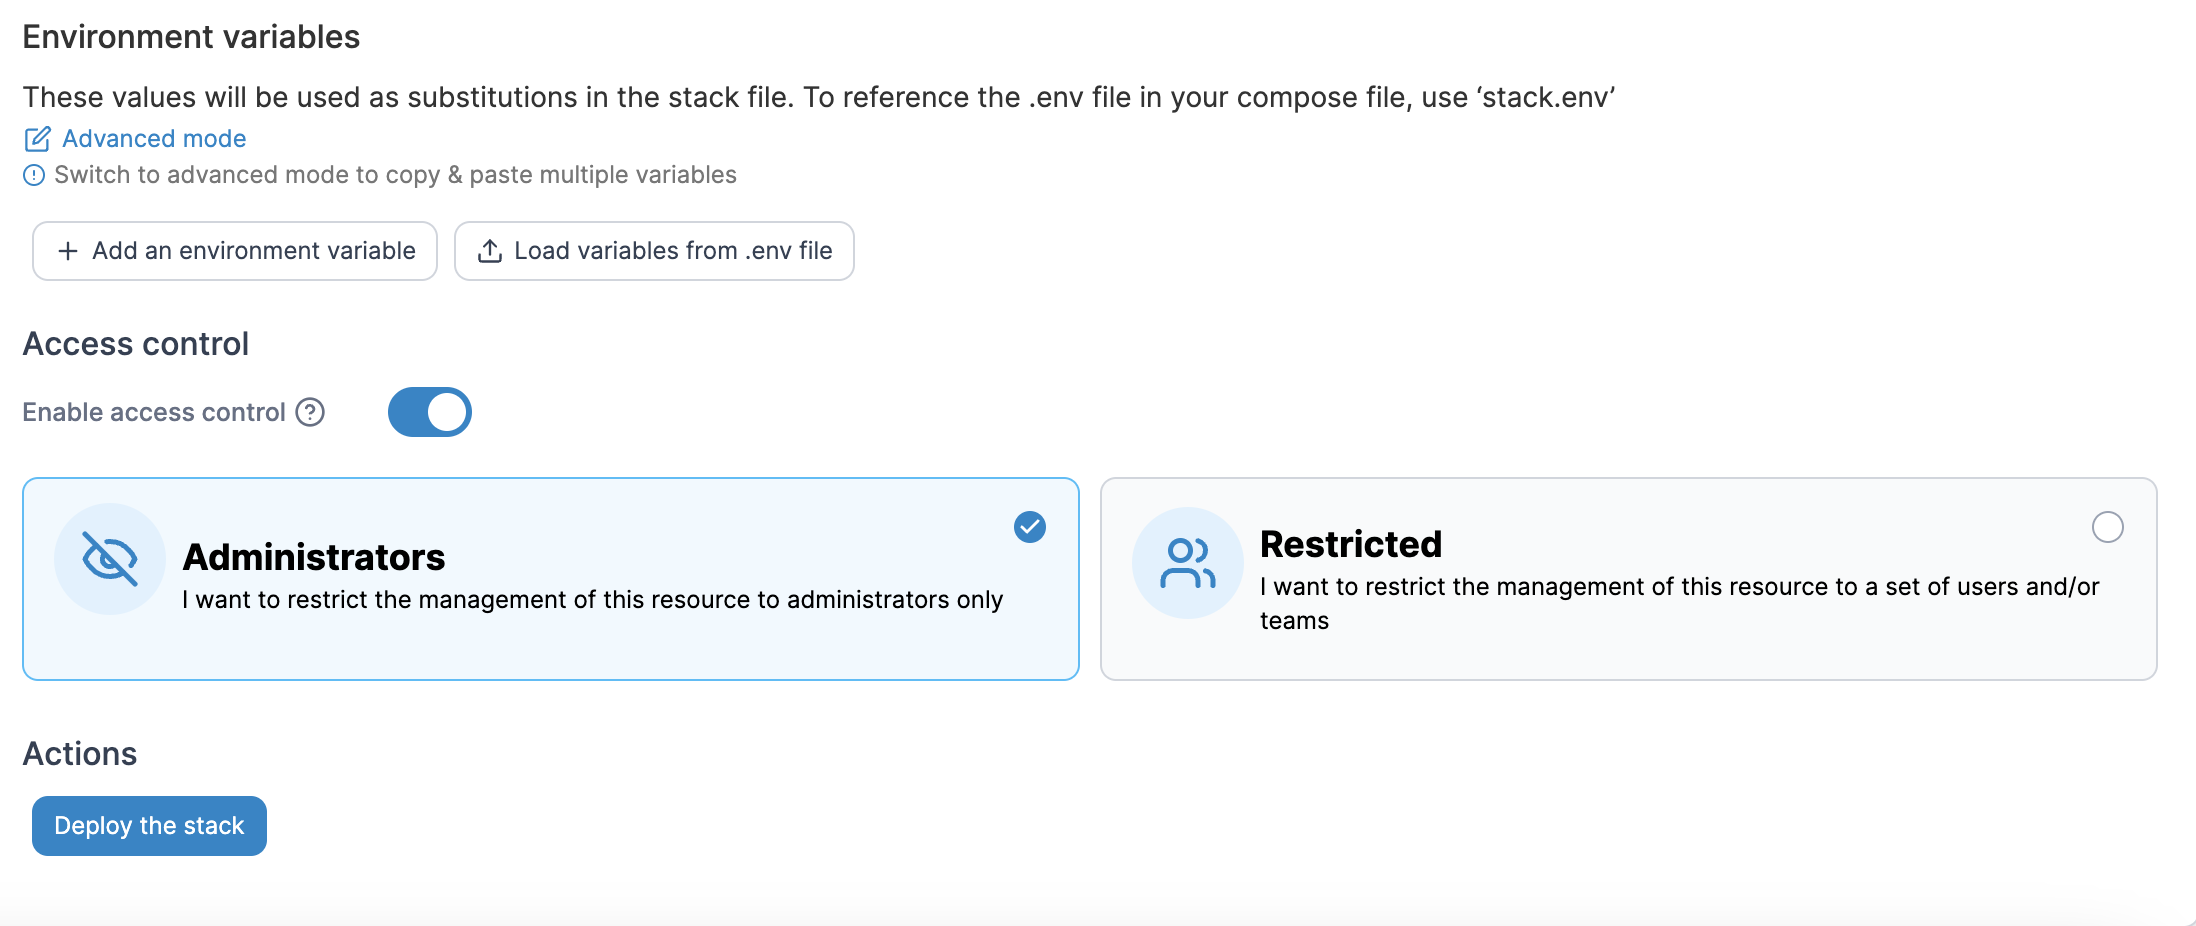 Environment variables
These values will be used as substitutions in the stack file. To reference the .env file in your compose file, use ‘stack.env’
Advanced mode
Switch to advanced mode to copy & paste multiple variables
Add an environment variable
Load variables from .env file
Access control
Enable access control
Administrators
I want to restrict the management of this resource to administrators only
Restricted
I want to restrict the management of this resource to a set of users and/or
teams
Actions
Deploy the stack